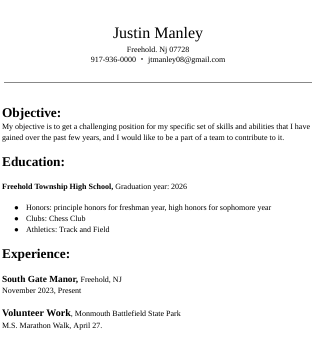 Justin Manley
Freehold. Nj 07728
917-936-0000 • jtmanley08@gmail.com
Objective:
My objective is to get a challenging position for my specific set of skills and abilities that I have
gained over the past few years, and I would like to be a part of a team to contribute to it.
Education:
Freehold Township High School, Graduation year: 2026
● Honors: principle honors for freshman year, high honors for sophomore year
● Clubs: Chess Club
● Athletics: Track and Field
Experience:
South Gate Manor, Freehold, NJ
November 2023, Present
Volunteer Work, Monmouth Battlefield State Park
M.S. Marathon Walk, April 27.